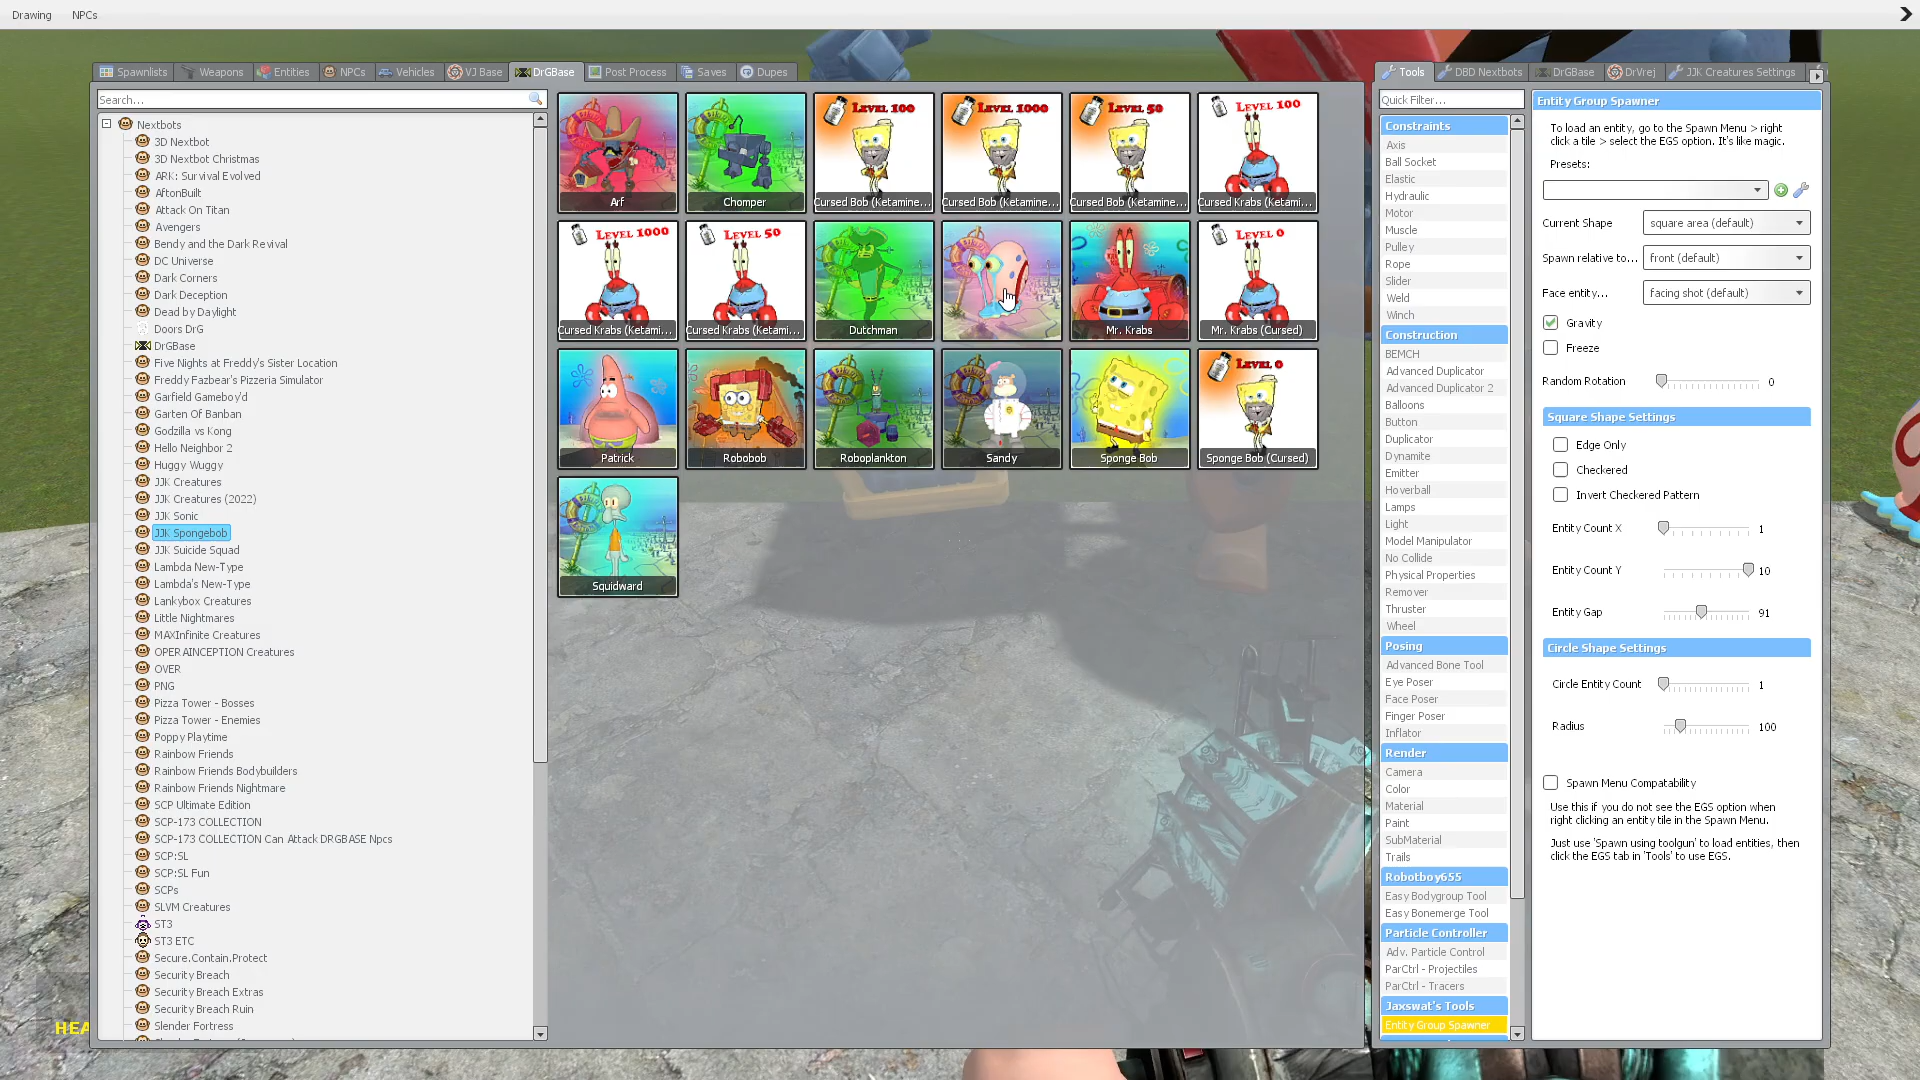 Drawing
NPCs
Spawnlists
Weapons
Entities
NPCs
Vehicles
VJ Base
DrGBase
Post Process
Saves
Dupes
Search...
Nextbots
3D Nextbot
3D Nextbot Christmas
ARK: Survival Evolved
AftonBuilt
Attack On Titan
Avengers
Bendy and the Dark Revival
DC Universe
Dark Corners
Dark Deception
Dead by Daylight
Doors DrG
DrGBase
Five Nights at Freddy's Sister Location
Freddy Fazbear's Pizzeria Simulator
Garfield Gameboy'd
Garten Of Banban
Godzilla vs Kong
Hello Neighbor 2
Huggy Wuggy
JJK Creatures
JJK Creatures (2022)
JJK Sonic
JJK Spongebob
JJK Suicide Squad
Lambda New-Type
Lambda's New-Type
Lankybox Creatures
Little Nightmares
MAXInfinite Creatures
OPERAINCEPTION Creatures
OVER
PNG
Pizza Tower - Bosses
Pizza Tower - Enemies
Poppy Playtime
Rainbow Friends
Rainbow Friends Bodybuilders
Rainbow Friends Nightmare
SCP Ultimate Edition
SCP-173 COLLECTION
SCP-173 COLLECTION Can Attack DRGBASE Npcs
SCP:SL
SCP:SL Fun
SCPs
SLVM Creatures
ST3
ST3 ETC
Secure.Contain.Protect
Security Breach
Security Breach Extras
Security Breach Ruin
Slender Fortress
HEA
Arf
Chomper
LEVEL 100
Cursed Bob (Ketamine...
LEVEL 1000
Cursed Bob (Ketamine...
LEVEL 50
Cursed Bob (Ketamine...
LEVEL 100
Cursed Krabs (Ketami...
LEVEL 1000
Cursed Krabs (Ketami...
LEVEL 50
Cursed Krabs (Ketami...
Dutchman
Mr. Krabs
LEVEL 0
Mr. Krabs (Cursed)
Patrick
Robobob
Roboplankton
Sandy
Sponge Bob
LEVEL 0
Sponge Bob (Cursed)
Squidward
Tools
DBD Nextbots
DrGBase
DrVrej
JJK Creatures Settings
Quick Filter...
Constraints
Axis
Ball Socket
Elastic
Hydraulic
Motor
Muscle
Pulley
Rope
Slider
Weld
Winch
Construction
BEMCH
Advanced Duplicator
Advanced Duplicator 2
Balloons
Button
Duplicator
Dynamite
Emitter
Hoverball
Lamps
Light
Model Manipulator
No Collide
Physical Properties
Remover
Thruster
Wheel
Posing
Advanced Bone Tool
Eye Poser
Face Poser
Finger Poser
Inflator
Render
Camera
Color
Material
Paint
SubMaterial
Trails
Robotboy655
Easy Bodygroup Tool
Easy Bonemerge Tool
Particle Controller
Adv. Particle Control
ParCtrl - Projectiles
ParCtrl - Tracers
Jaxswat's Tools
Entity Group Spawner
Entity Group Spawner
To load an entity, go to the Spawn Menu > right
click a tile > select the EGS option. It's like magic.
Presets:
Current Shape
square area (default)
Spawn relative to...
front (default)
Face entity...
facing shot (default)
Gravity
Freeze
Random Rotation
0
Square Shape Settings
Edge Only
Checkered
Invert Checkered Pattern
Entity Count X
1
Entity Count Y
10
Entity Gap
91
Circle Shape Settings
Circle Entity Count
1
Radius
100
Spawn Menu Compatability
Use this if you do not see the EGS option when
right clicking an entity tile in the Spawn Menu.
Just use 'Spawn using toolgun' to load entities, then
click the EGS tab in 'Tools' to use EGS.